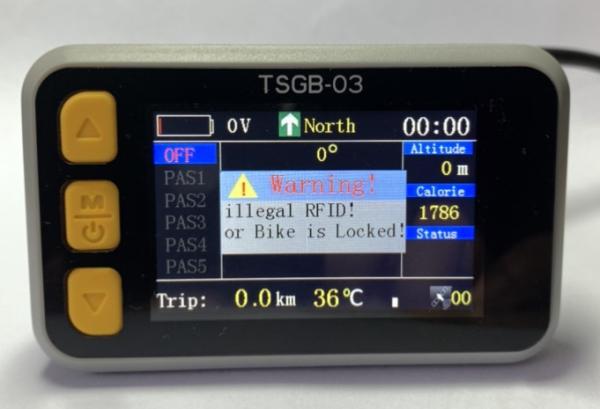 TSGB-03
0V North 00:00
OFF
PAS1
PAS2
PAS3
PAS4
PAS5
0°
Warning!
illegal RFID!
or Bike is Locked!
Altitude
0 m
Calorie
1786
Status
M
Trip: 0.0 km 36℃ 00